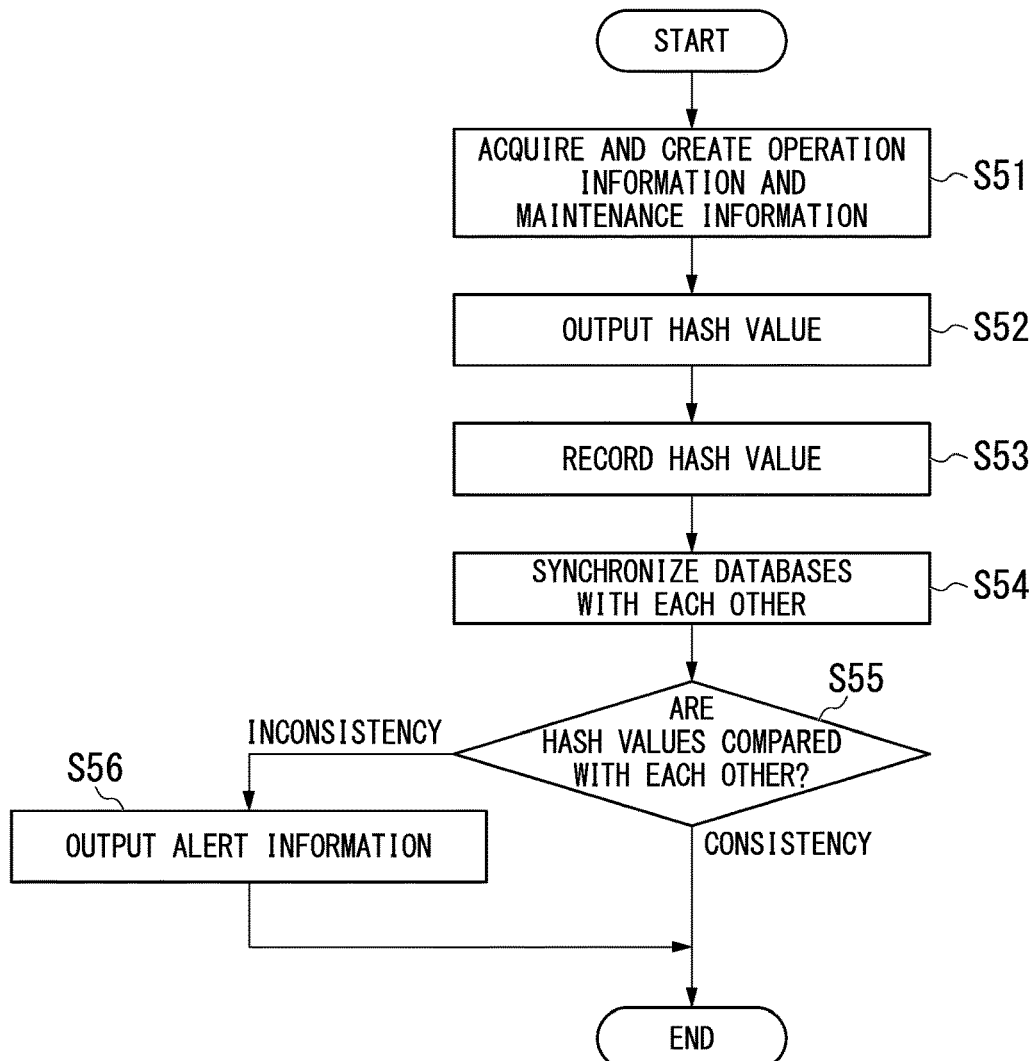 START
ACQUIRE AND CREATE OPERATION
INFORMATION AND
MAINTENANCE INFORMATION
S51
OUTPUT HASH VALUE
S52
RECORD HASH VALUE
S53
SYNCHRONIZE DATABASES
WITH EACH OTHER
S54
S55
ARE
HASH VALUES COMPARED
WITH EACH OTHER?
INCONSISTENCY
S56
OUTPUT ALERT INFORMATION
CONSISTENCY
END